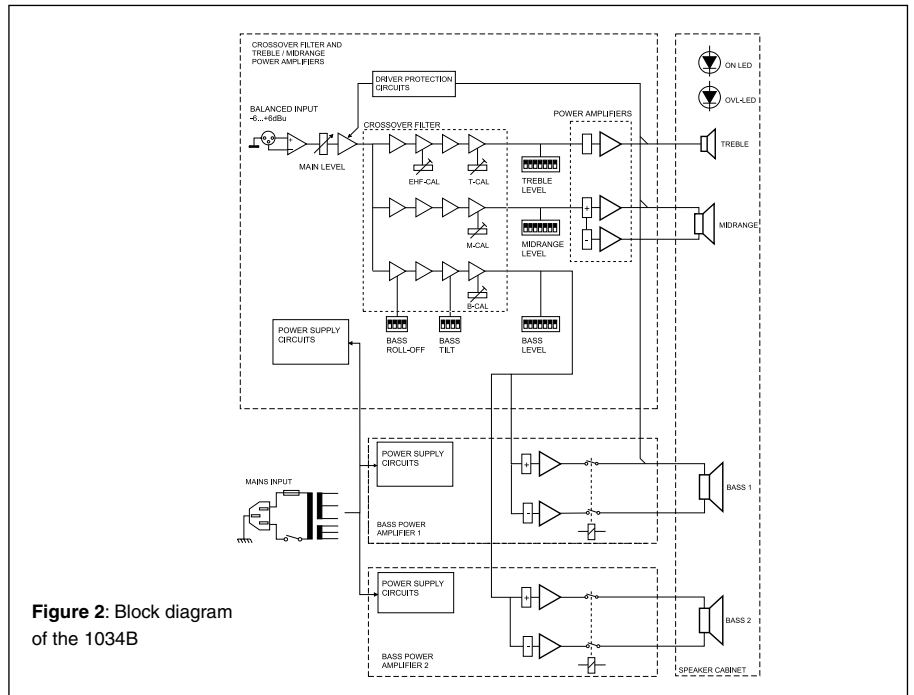 CROSSOVER FILTER AND
TREBLE / MIDRANGE
POWER AMPLIFIERS
DRIVER PROTECTION
CIRCUITS
ON LED
OVL-LED
BALANCED INPUT
-6...+6dBu
+
-
MAIN LEVEL
CROSSOVER FILTER
POWER AMPLIFIERS
EHF-CAL
T-CAL
TREBLE
LEVEL
TREBLE
M-CAL
MIDRANGE
LEVEL
+
-
MIDRANGE
B-CAL
BASS
ROLL-OFF
BASS
TILT
BASS
LEVEL
POWER SUPPLY
CIRCUITS
POWER SUPPLY
CIRCUITS
+
-
BASS 1
MAINS INPUT
BASS POWER
AMPLIFIER 1
POWER SUPPLY
CIRCUITS
+
-
BASS 2
BASS POWER
AMPLIFIER 2
SPEAKER CABINET
Figure 2: Block diagram
of the 1034B